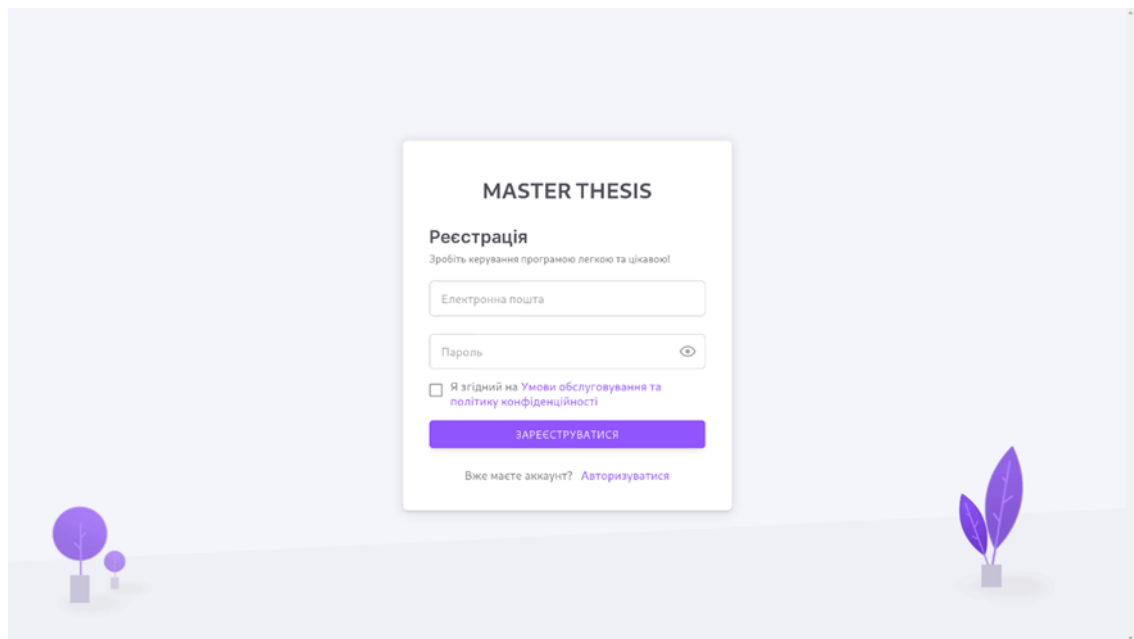 MASTER THESIS
Реєстрація
Зробіть керування програмою легкою та цікавою!
Електронна пошта
Пароль
Я згідний на Умови обслуговування та
політику конфіденційності
ЗАРЕЄСТРУВАТИСЯ
Вже маєте аккаунт? Авторизуватися